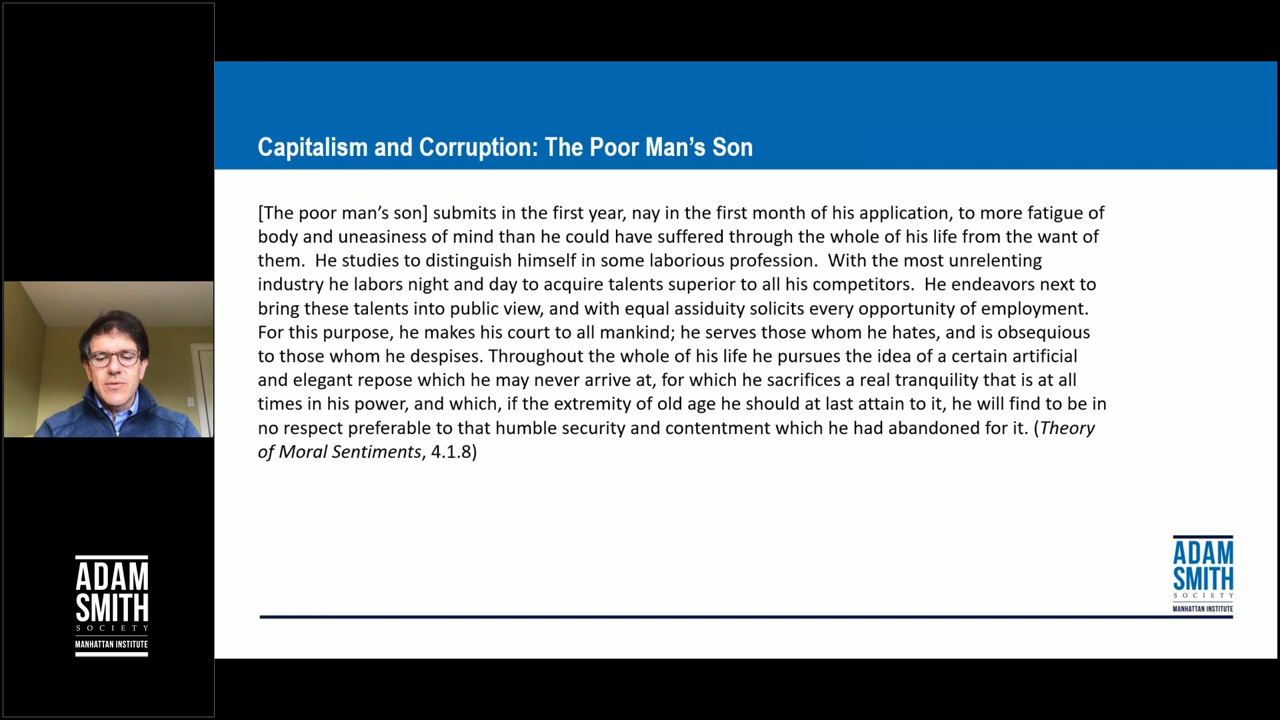 Capitalism and Corruption: The Poor Man's Son
[The poor man's son] submits in the first year, nay in the first month of his application, to more fatigue of
body and uneasiness of mind than he could have suffered through the whole of his life from the want of
them.  He studies to distinguish himself in some laborious profession.  With the most unrelenting
industry he labors night and day to acquire talents superior to all his competitors.  He endeavors next to
bring these talents into public view, and with equal assiduity solicits every opportunity of employment.
For this purpose, he makes his court to all mankind; he serves those whom he hates, and is obsequious
to those whom he despises. Throughout the whole of his life he pursues the idea of a certain artificial
and elegant repose which he may never arrive at, for which he sacrifices a real tranquility that is at all
times in his power, and which, if the extremity of old age he should at last attain to it, he will find to be in
no respect preferable to that humble security and contentment which he had abandoned for it. (Theory
of Moral Sentiments, 4.1.8)
ADAM
SMITH
SOCIETY
MANHATTAN INSTITUTE
ADAM
SMITH
SOCIETY
MANHATTAN INSTITUTE